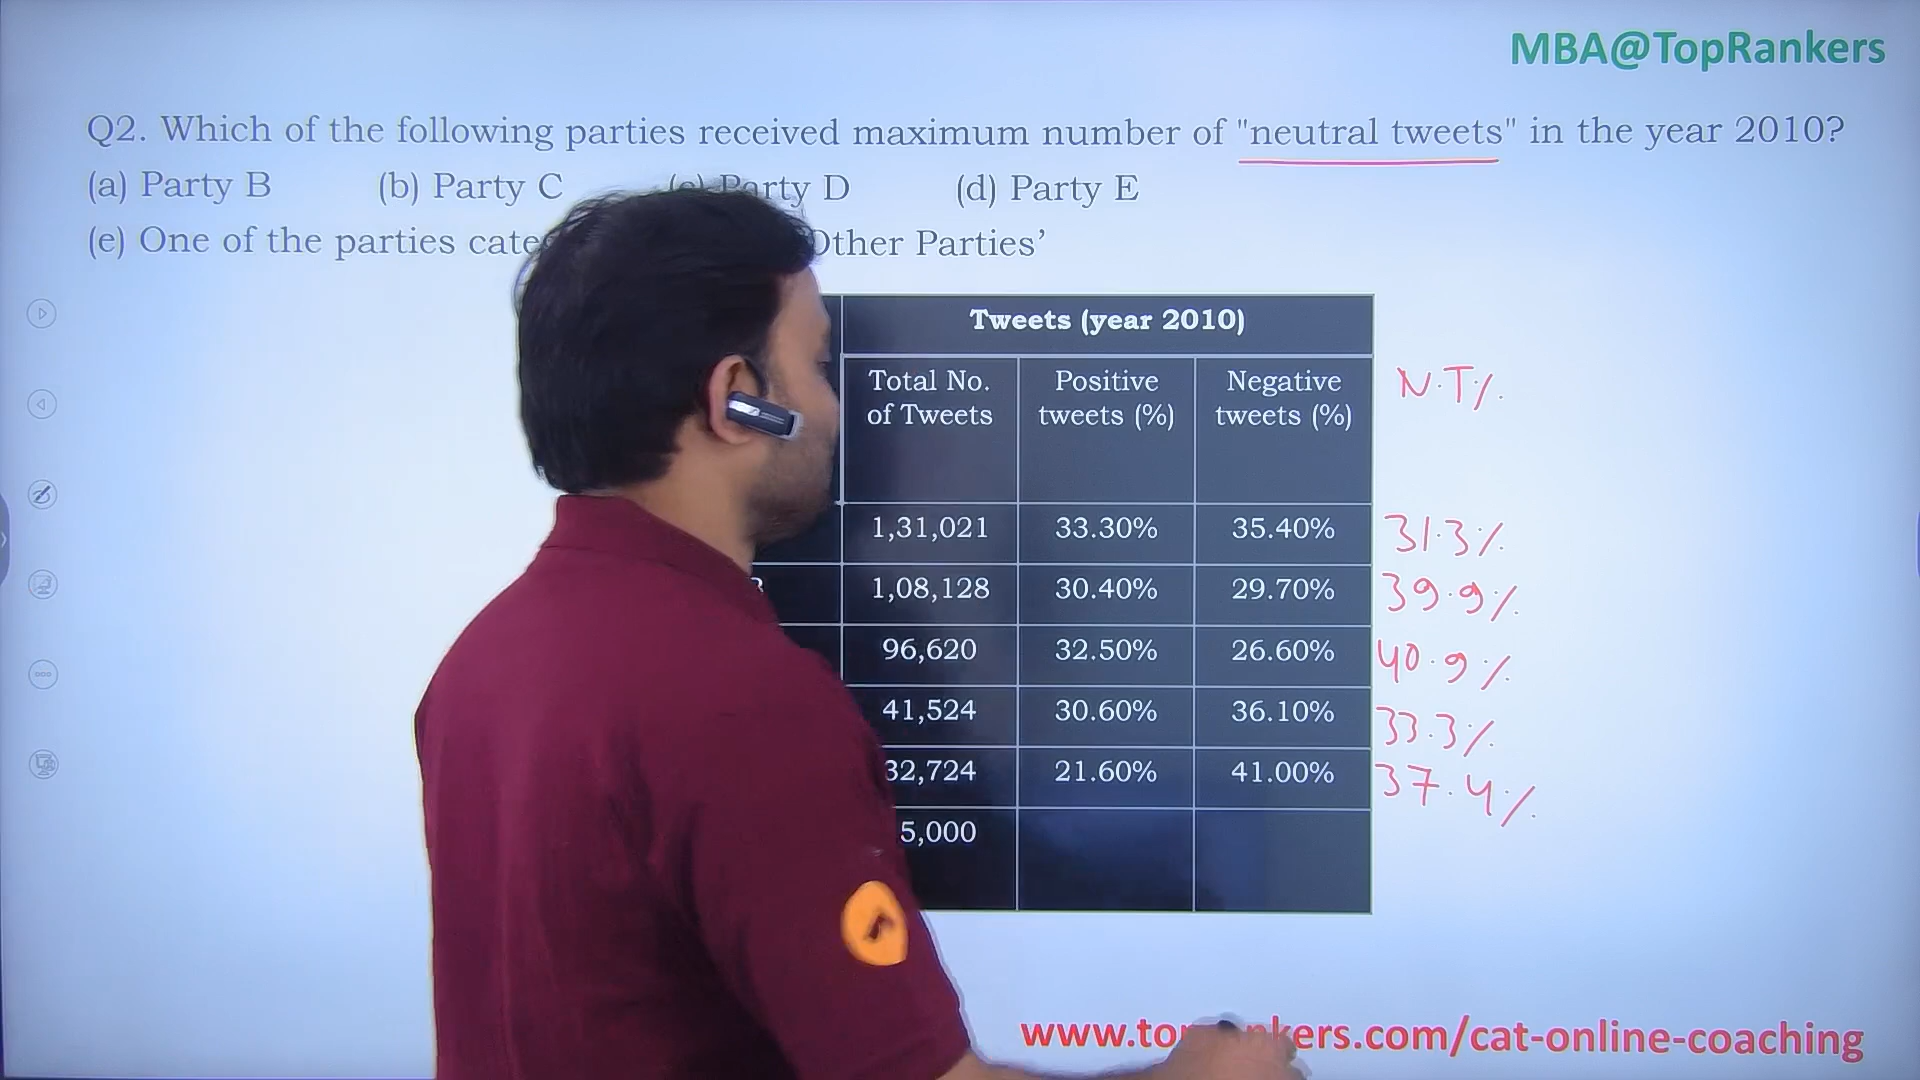 MBA@TopRankers
Q2. Which of the following parties received maximum number of "neutral tweets" in the year 2010?
(a) Party B (b) Party C (c) Party D (d) Party E
(e) One of the parties Other Parties’
Tweets (year 2010)
Total No. of Tweets Positive tweets (%) Negative tweets (%) N.T%
1,31,021 33.30% 35.40% 31.3%
1,08,128 30.40% 29.70% 39.9%
96,620 32.50% 26.60% 40.9%
41,524 30.60% 36.10% 33.3%
32,724 21.60% 41.00% 37.4%
5,000
www.toprankers.com/cat-online-coaching